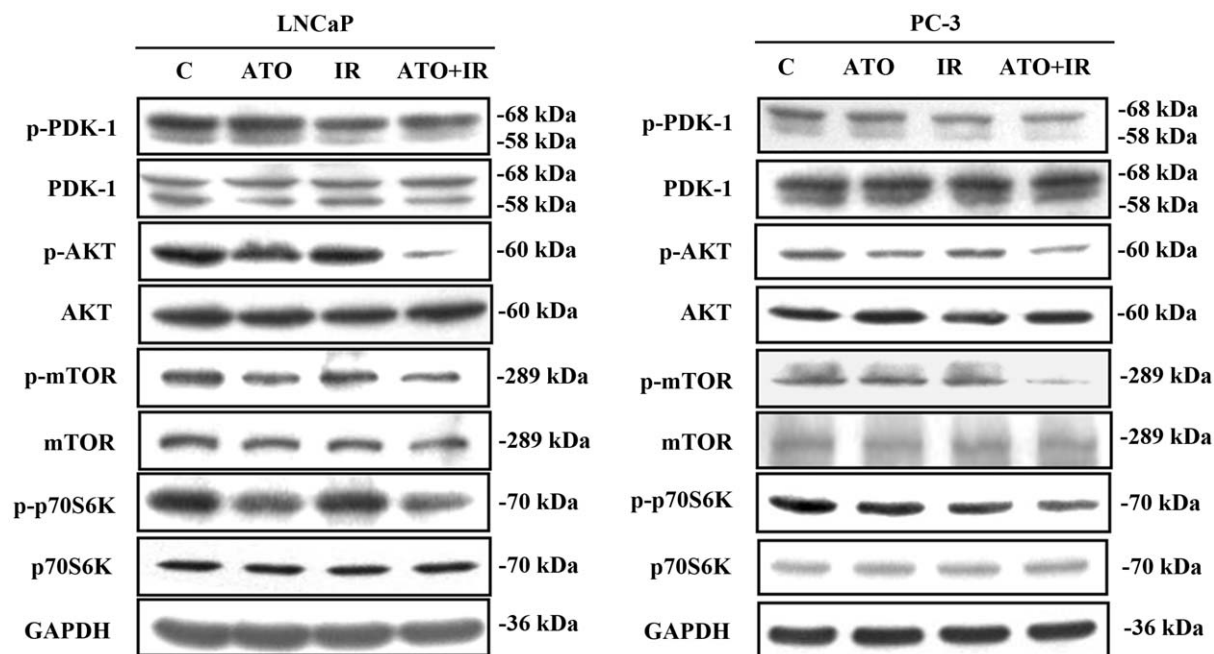 LNCaP
C ATO IR ATO+IR
p-PDK-1 -68 kDa
-58 kDa
PDK-1 -68 kDa
-58 kDa
p-AKT -60 kDa
AKT -60 kDa
p-mTOR -289 kDa
mTOR -289 kDa
p-p70S6K -70 kDa
p70S6K -70 kDa
GAPDH -36 kDa
PC-3
C ATO IR ATO+IR
p-PDK-1 -68 kDa
-58 kDa
PDK-1 -68 kDa
-58 kDa
p-AKT -60 kDa
AKT -60 kDa
p-mTOR -289 kDa
mTOR -289 kDa
p-p70S6K -70 kDa
p70S6K -70 kDa
GAPDH -36 kDa